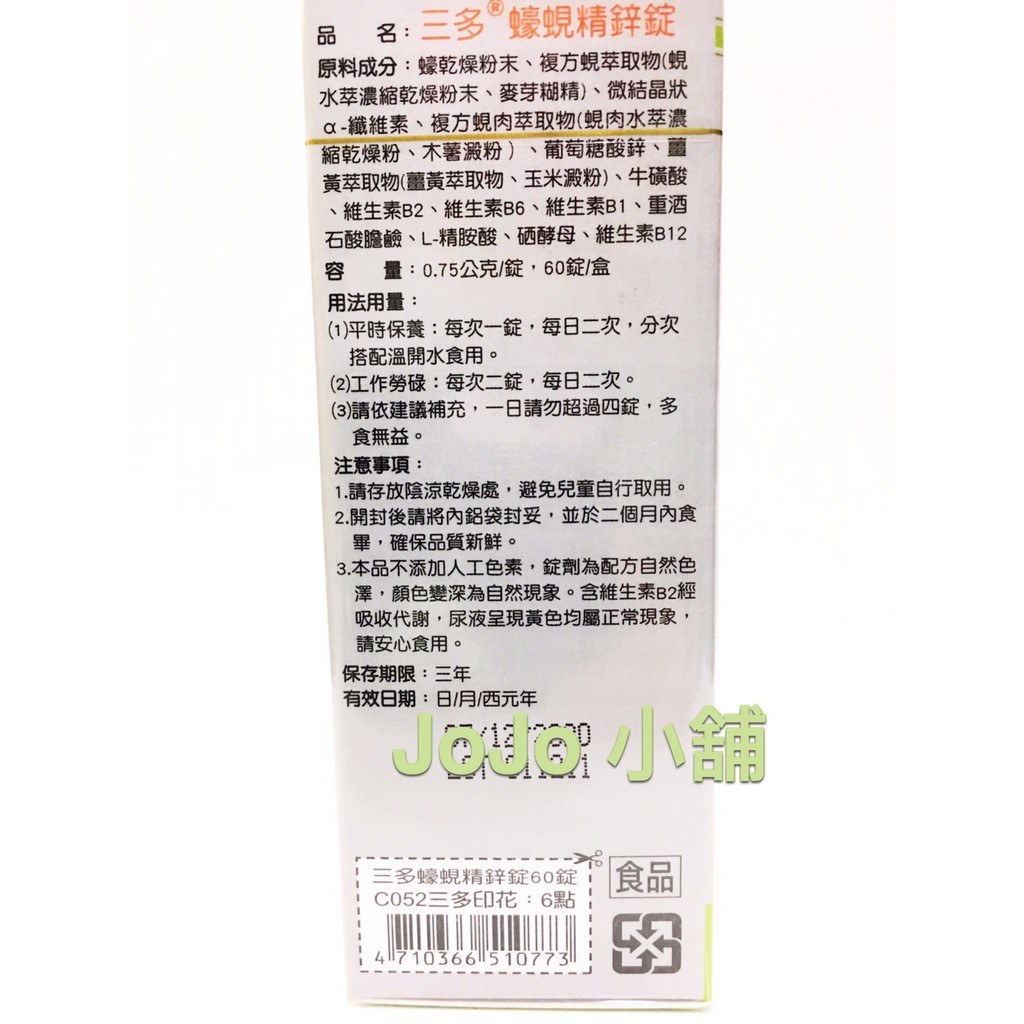 品　　名：三多®蠔蜆精鋅錠
原料成分：蠔乾燥粉末、複方蜆萃取物(蜆
水萃濃縮乾燥粉末、麥芽糊精)、微結晶狀
α-纖維素、複方蜆肉萃取物(蜆肉水萃濃
縮乾燥粉、木薯澱粉)、葡萄糖酸鋅、薑
黃萃取物(薑黃萃取物、玉米澱粉)、牛磺酸
、維生素B2、維生素B6、維生素B1、重酒
石酸膽鹼、L-精胺酸、硒酵母、維生素B12
容　　量：0.75公克/錠，60錠/盒
用法用量：
(1)平時保養：每次一錠，每日二次，分次
搭配溫開水食用。
(2)工作勞碌：每次二錠，每日二次。
(3)請依建議補充，一日請勿超過四錠，多
食無益。
注意事項：
1.請存放陰涼乾燥處，避免兒童自行取用。
2.開封後請將內鋁袋封妥，並於二個月內食
畢，確保品質新鮮。
3.本品不添加人工色素，錠劑為配方自然色
澤，顏色變深為自然現象。含維生素B2經
吸收代謝，尿液呈現黃色均屬正常現象，
請安心食用。
保存期限：三年
有效日期：日/月/西元年
JoJo 小舖
三多蠔蜆精鋅錠60錠
C052三多印花：6點
4 710366 510773
食品